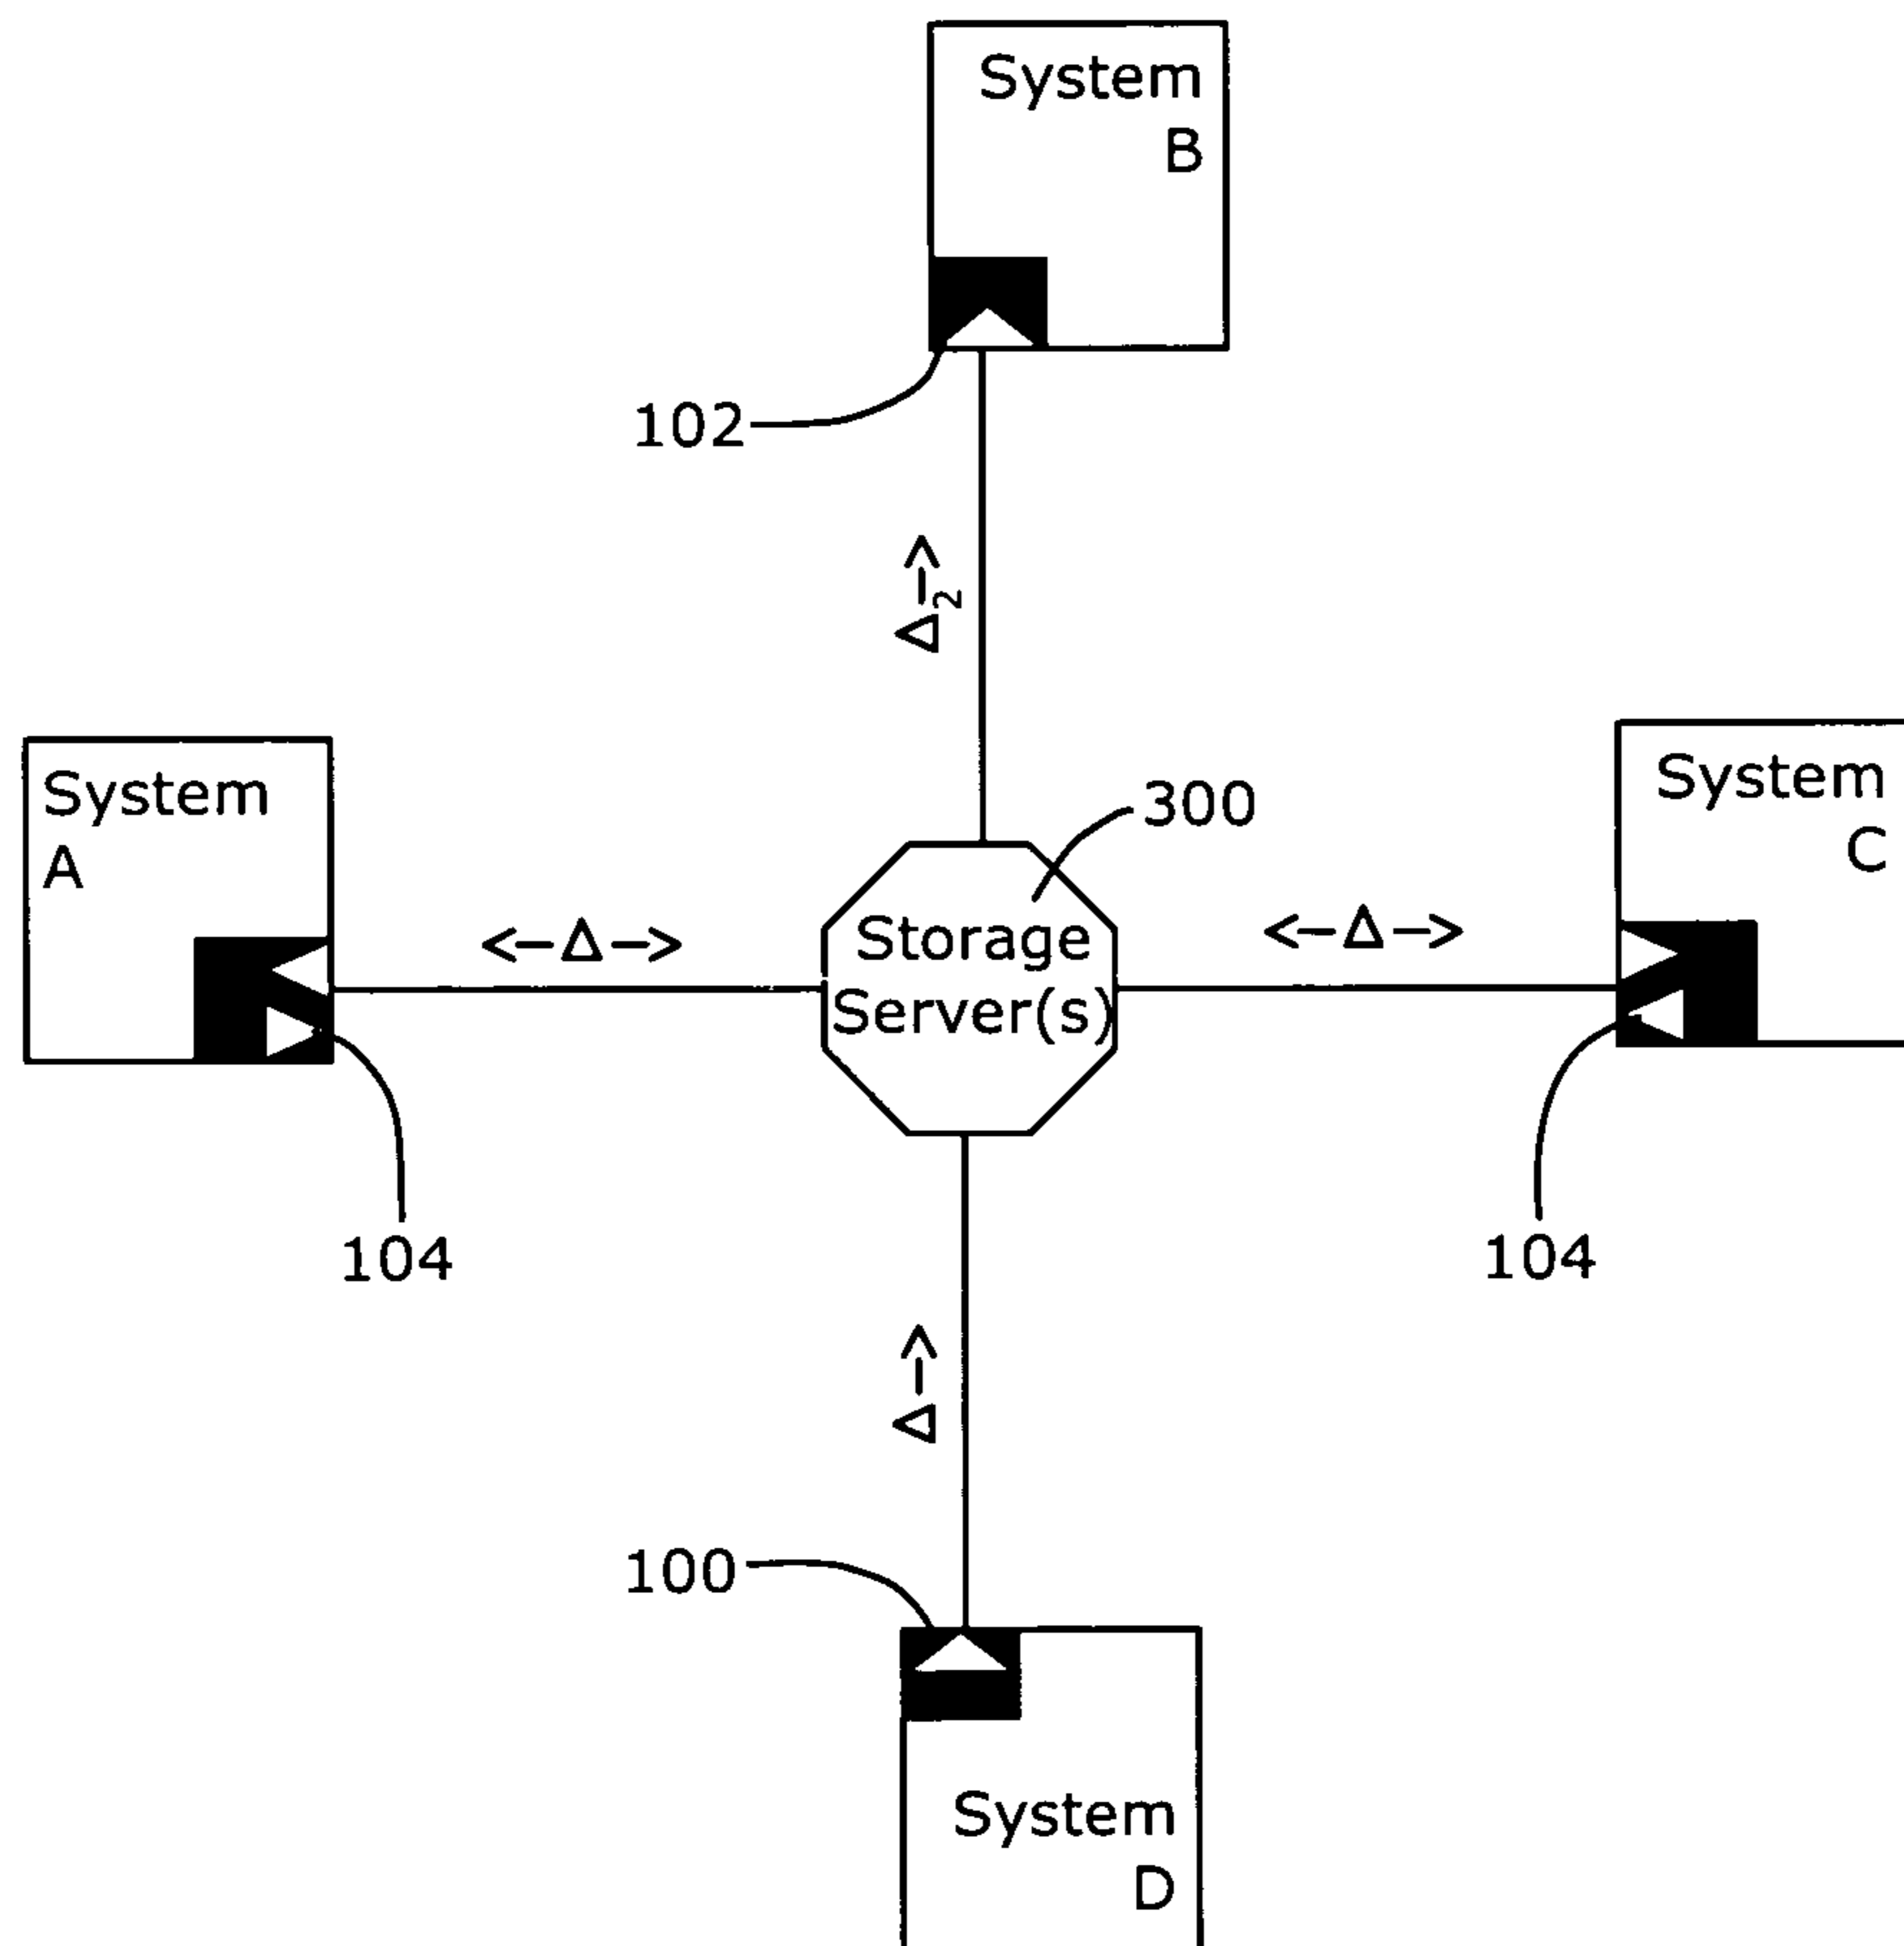 System
B
102
Δ₂–>
System
A
<–Δ–>
300
Storage
Server(s)
<–Δ–>
System
C
104
104
Δ–>
100
System
D